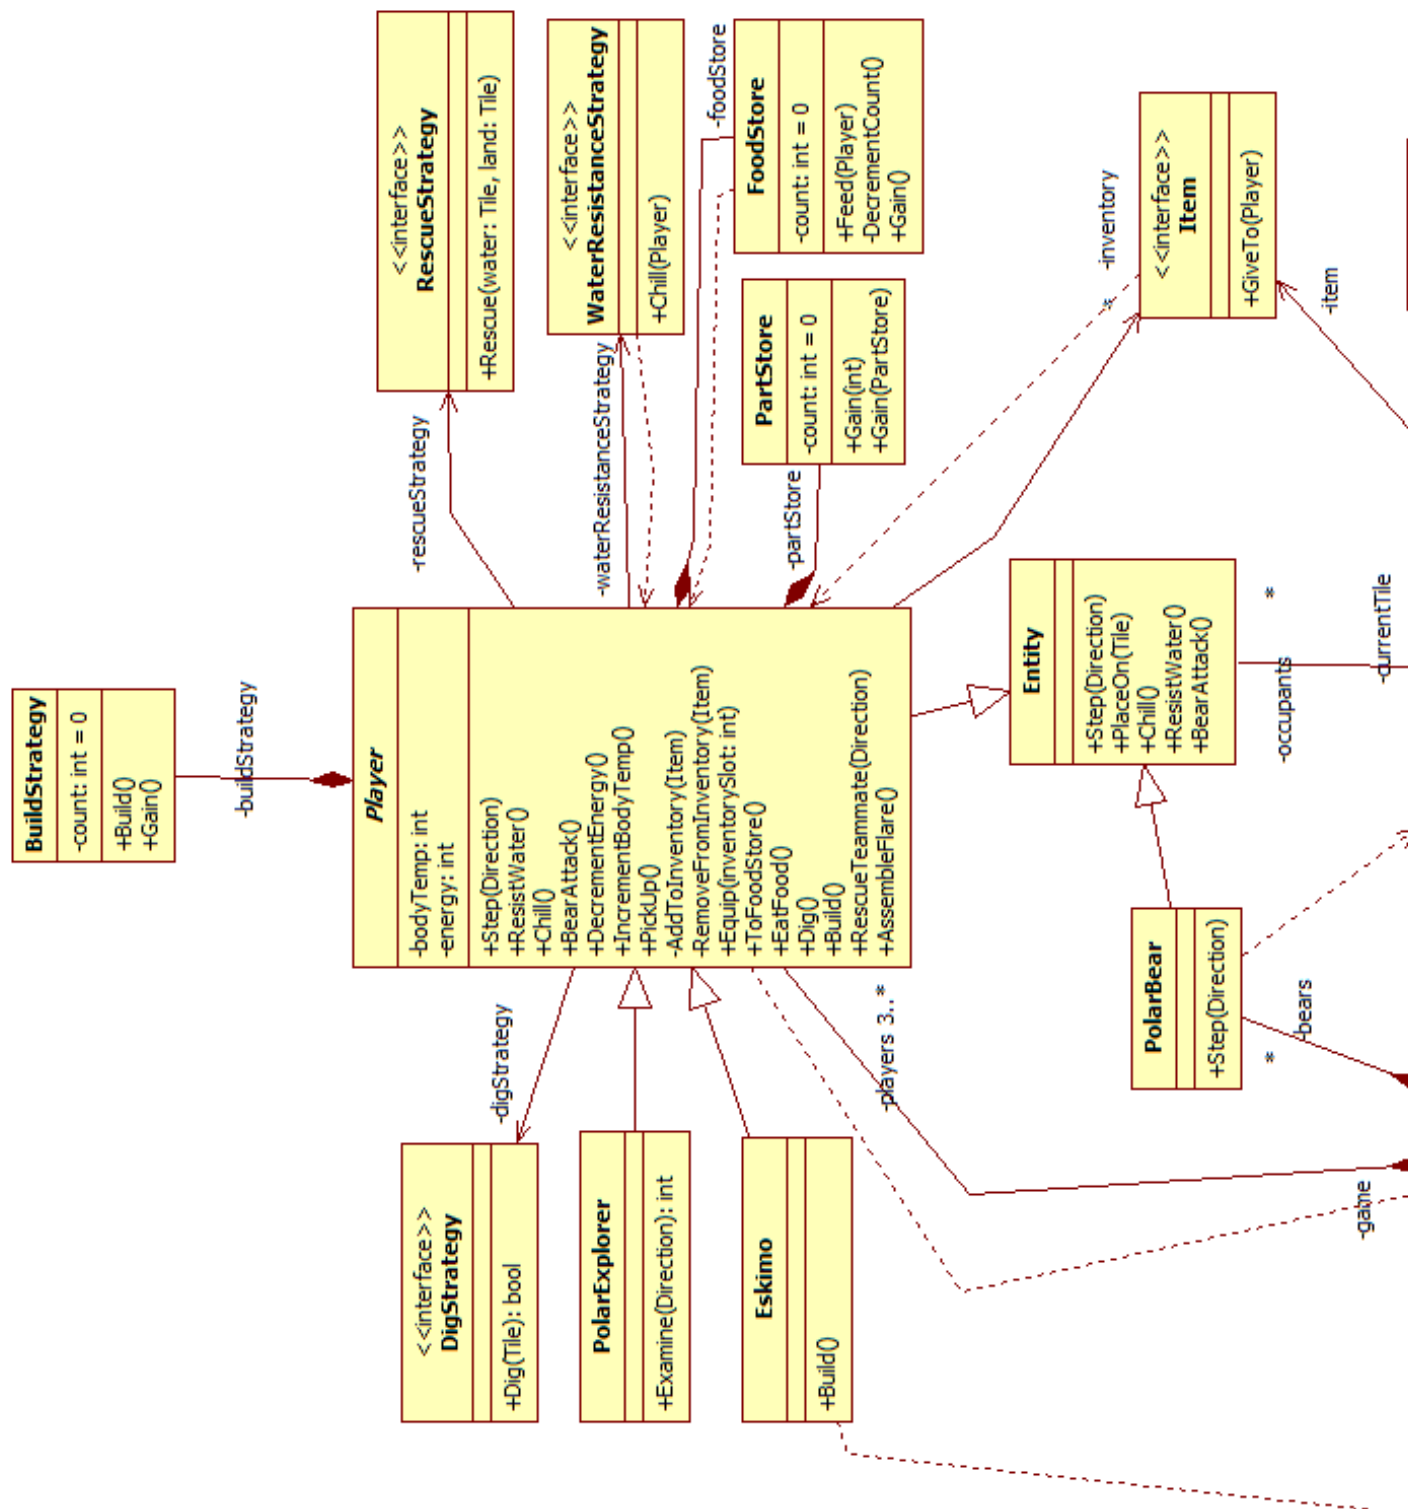 <<interface>>
RescueStrategy
+Rescue(water: Tile, land: Tile)
<<interface>>
WaterResistanceStrategy
+Chill(Player)
-foodStore
FoodStore
-count: int = 0
+Feed(Player)
-DecrementCount()
+Gain()
PartStore
-count: int = 0
+Gain(int)
+Gain(PartStore)
-inventory
*
<<interface>>
Item
+GiveTo(Player)
-item
-rescueStrategy
-waterResistanceStrategy
-partStore
BuildStrategy
-count: int = 0
+Build()
+Gain()
-buildStrategy
Player
-bodyTemp: int
-energy: int
+Step(Direction)
+ResistWater()
+Chill()
+BearAttack()
+DecrementEnergy()
+IncrementBodyTemp()
+PickUp()
-AddToInventory(Item)
-RemoveFromInventory(Item)
+Equip(inventorySlot: int)
+ToFoodStore()
+EatFood()
+Dig()
+Build()
+RescueTeammate(Direction)
+AssembleFlare()
Entity
+Step(Direction)
+PlaceOn(Tile)
+Chill()
+ResistWater()
+BearAttack()
*
-occupants
-currentTile
-digStrategy
-players 3..*
PolarBear
+Step(Direction)
-bears
*
<<interface>>
DigStrategy
+Dig(Tile): bool
PolarExplorer
+Examine(Direction): int
Eskimo
+Build()
-game